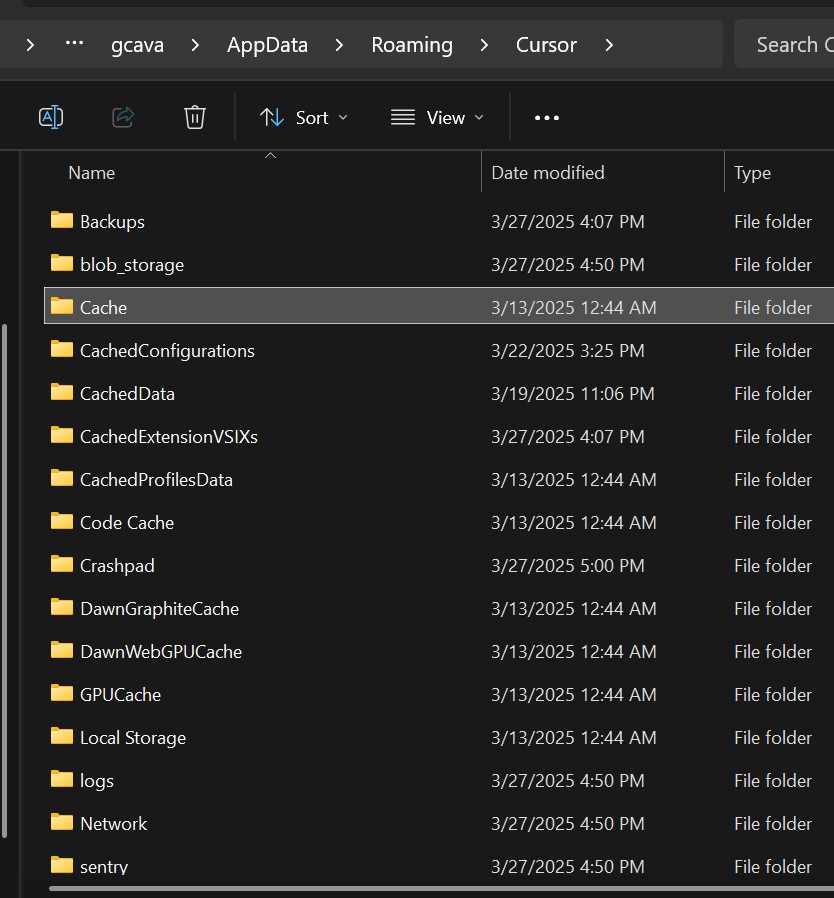 gcava AppData Roaming Cursor Search
Sort View
Name Date modified Type
Backups 3/27/2025 4:07 PM File folder
blob_storage 3/27/2025 4:50 PM File folder
Cache 3/13/2025 12:44 AM File folder
CachedConfigurations 3/22/2025 3:25 PM File folder
CachedData 3/19/2025 11:06 PM File folder
CachedExtensionVSIXs 3/27/2025 4:07 PM File folder
CachedProfilesData 3/13/2025 12:44 AM File folder
Code Cache 3/13/2025 12:44 AM File folder
Crashpad 3/27/2025 5:00 PM File folder
DawnGraphiteCache 3/13/2025 12:44 AM File folder
DawnWebGPUCache 3/13/2025 12:44 AM File folder
GPUCache 3/13/2025 12:44 AM File folder
Local Storage 3/13/2025 12:44 AM File folder
logs 3/27/2025 4:50 PM File folder
Network 3/27/2025 4:50 PM File folder
sentry 3/27/2025 4:50 PM File folder